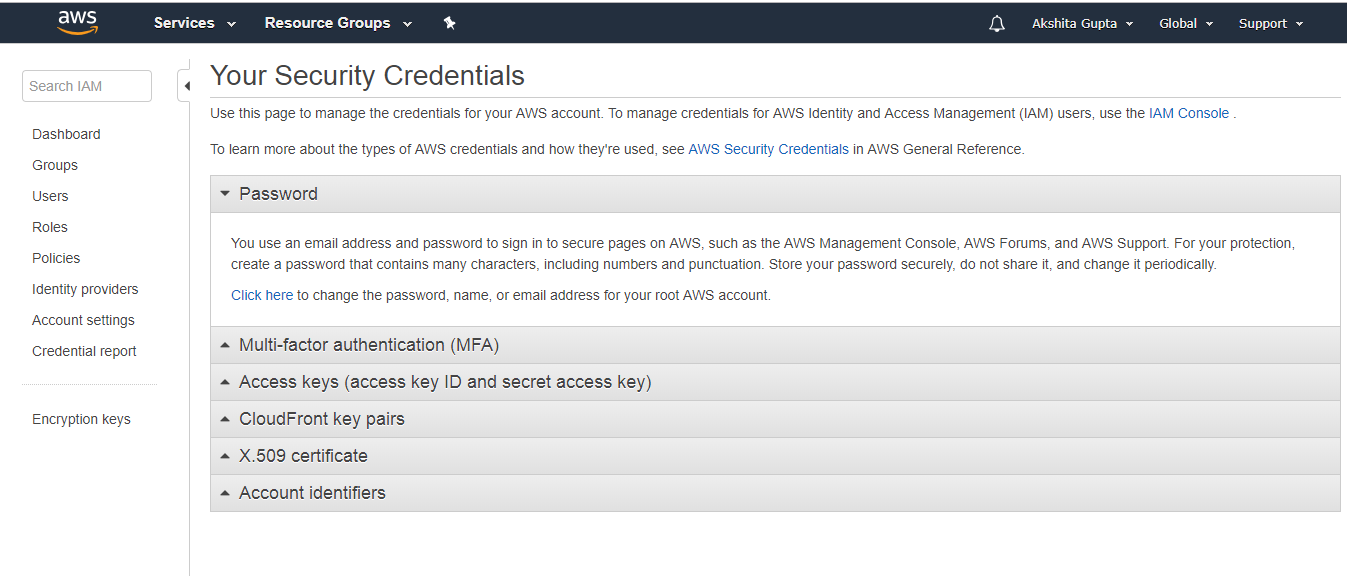 aws Services Resource Groups Akshita Gupta Global Support
Search IAM
Dashboard
Groups
Users
Roles
Policies
Identity providers
Account settings
Credential report
Encryption keys
Your Security Credentials
Use this page to manage the credentials for your AWS account. To manage credentials for AWS Identity and Access Management (IAM) users, use the IAM Console .
To learn more about the types of AWS credentials and how they're used, see AWS Security Credentials in AWS General Reference.
Password
You use an email address and password to sign in to secure pages on AWS, such as the AWS Management Console, AWS Forums, and AWS Support. For your protection,
create a password that contains many characters, including numbers and punctuation. Store your password securely, do not share it, and change it periodically.
Click here to change the password, name, or email address for your root AWS account.
Multi-factor authentication (MFA)
Access keys (access key ID and secret access key)
CloudFront key pairs
X.509 certificate
Account identifiers